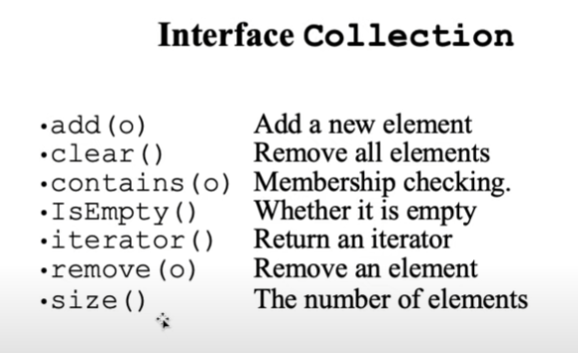 Interface Collection
•add(o) Add a new element
•clear() Remove all elements
•contains(o) Membership checking.
•IsEmpty() Whether it is empty
•iterator() Return an iterator
•remove(o) Remove an element
•size() The number of elements